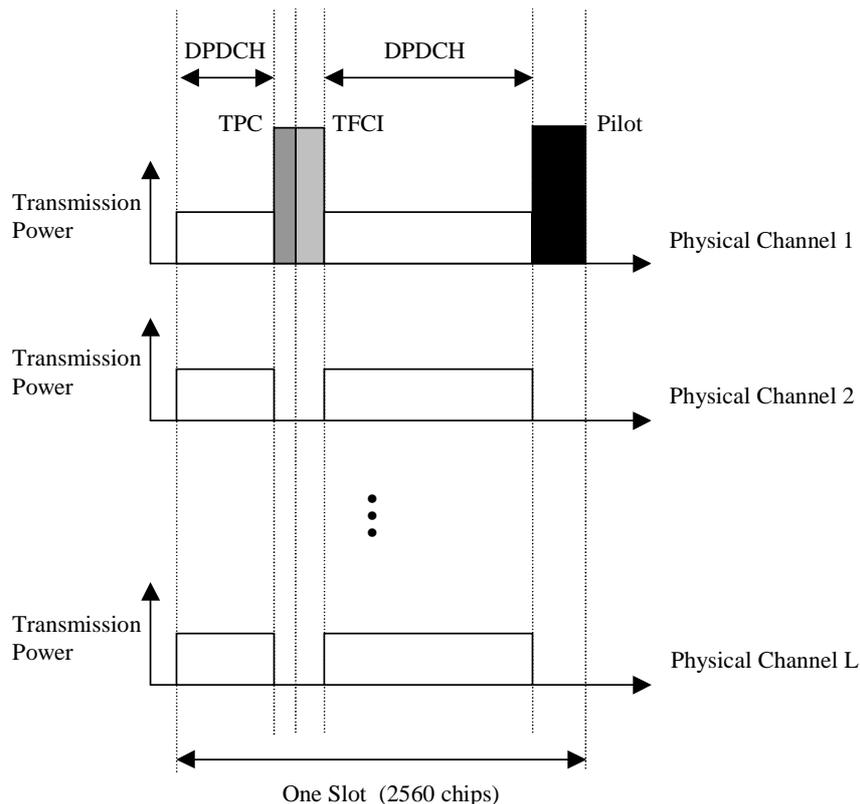 DPDCH DPDCH
TPC TFCI Pilot
Transmission
Power
Physical Channel 1
Transmission
Power
Physical Channel 2
Transmission
Power
Physical Channel L
One Slot (2560 chips)